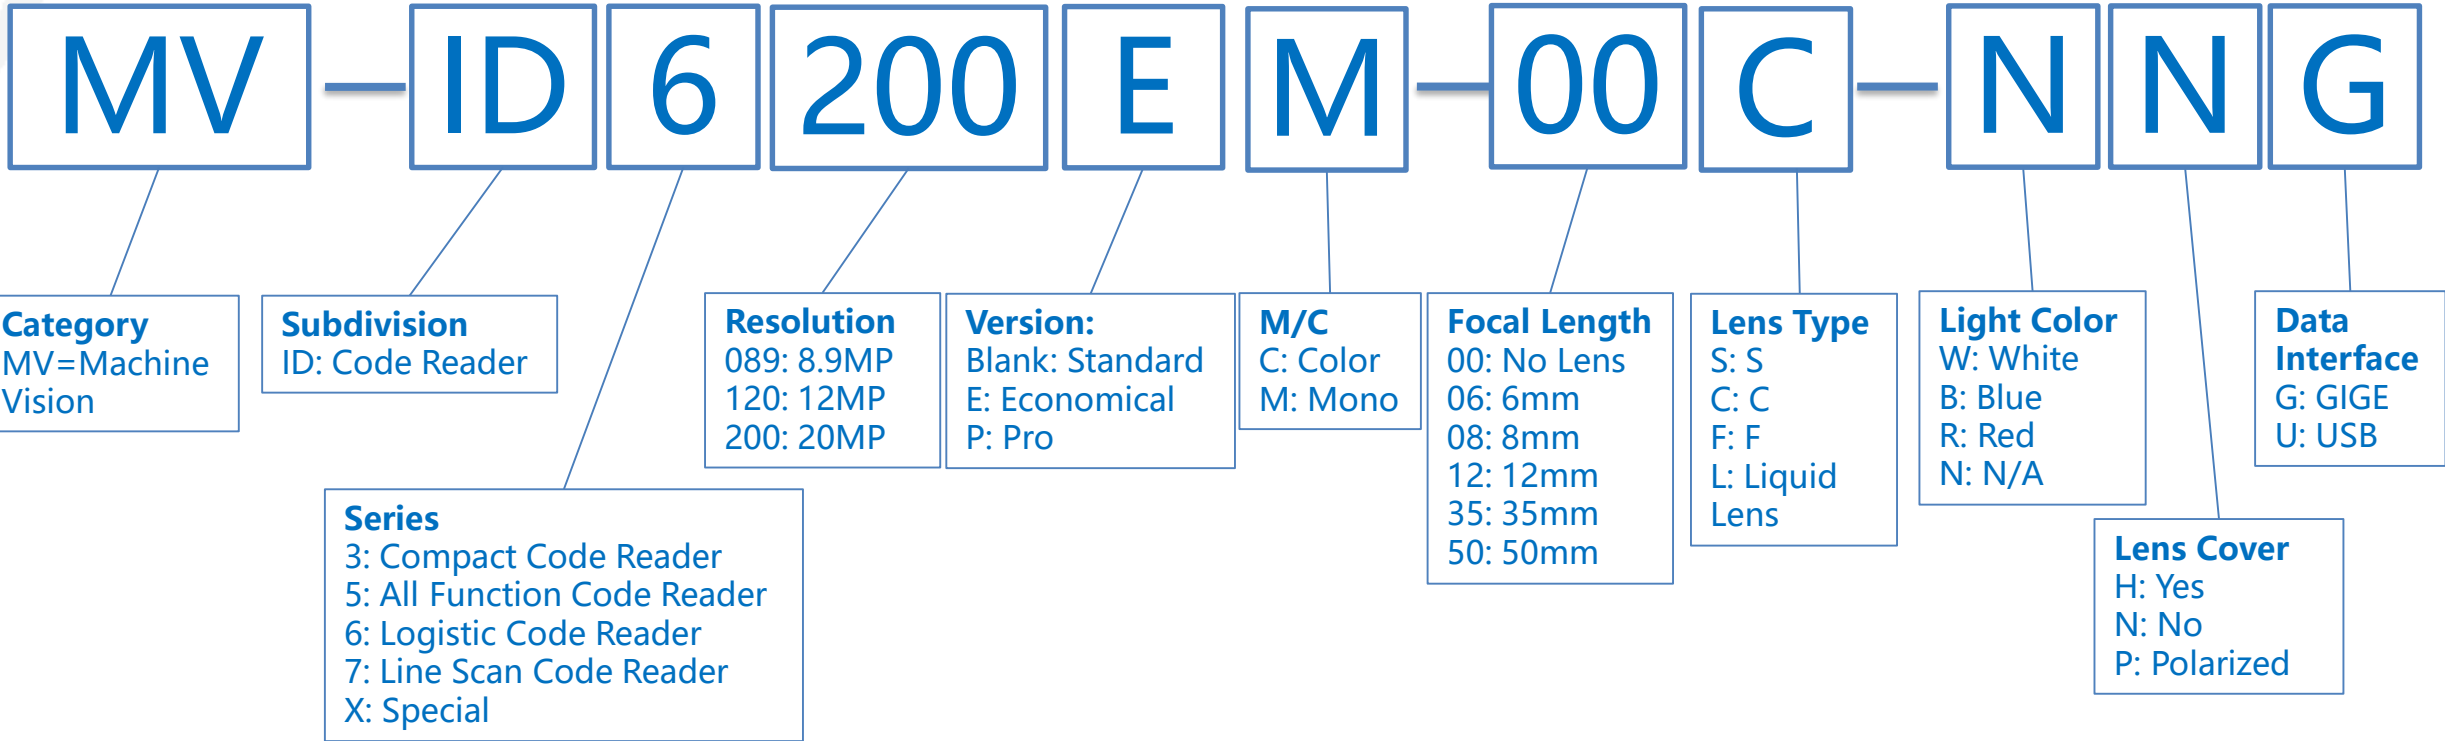 MV — ID 6 200 E M — 00 C — N N G
Category
MV=Machine
Vision
Subdivision
ID: Code Reader
Series
3: Compact Code Reader
5: All Function Code Reader
6: Logistic Code Reader
7: Line Scan Code Reader
X: Special
Resolution
089: 8.9MP
120: 12MP
200: 20MP
Version:
Blank: Standard
E: Economical
P: Pro
M/C
C: Color
M: Mono
Focal Length
00: No Lens
06: 6mm
08: 8mm
12: 12mm
35: 35mm
50: 50mm
Lens Type
S: S
C: C
F: F
L: Liquid
Lens
Light Color
W: White
B: Blue
R: Red
N: N/A
Lens Cover
H: Yes
N: No
P: Polarized
Data
Interface
G: GIGE
U: USB